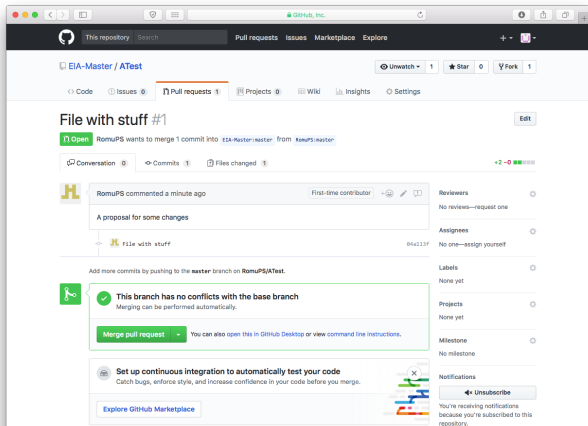 GitHub, Inc.
This repository Search Pull requests Issues Marketplace Explore
EIA-Master / ATest
Unwatch 1 Star 0 Fork 1
Code Issues 0 Pull requests 1 Projects 0 Wiki Insights Settings
File with stuff #1
Edit
Open RomuPS wants to merge 1 commit into EIA-Master:master from RomuPS:master
Conversation 0 Commits 1 Files changed 1 +2 −0
RomuPS commented a minute ago First-time contributor
A proposal for some changes
File with stuff
Add more commits by pushing to the master branch on RomuPS/ATest.
This branch has no conflicts with the base branch
Merging can be performed automatically.
Merge pull request You can also open this in GitHub Desktop or view command line instructions.
Set up continuous integration to automatically test your code
Catch bugs, enforce style, and increase confidence in your code before you merge.
Explore GitHub Marketplace
Reviewers
No reviews—request one
Assignees
No one—assign yourself
Labels
None yet
Projects
None yet
Milestone
No milestone
Notifications
Unsubscribe
You're receiving notifications
because you're subscribed to this
repository.